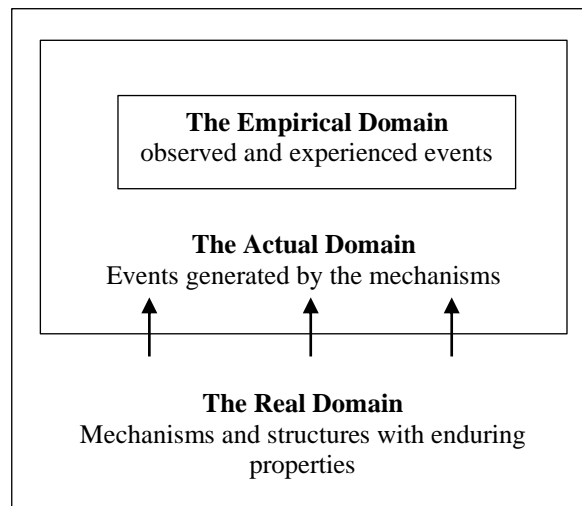 The Empirical Domain
observed and experienced events
The Actual Domain
Events generated by the mechanisms
The Real Domain
Mechanisms and structures with enduring
properties